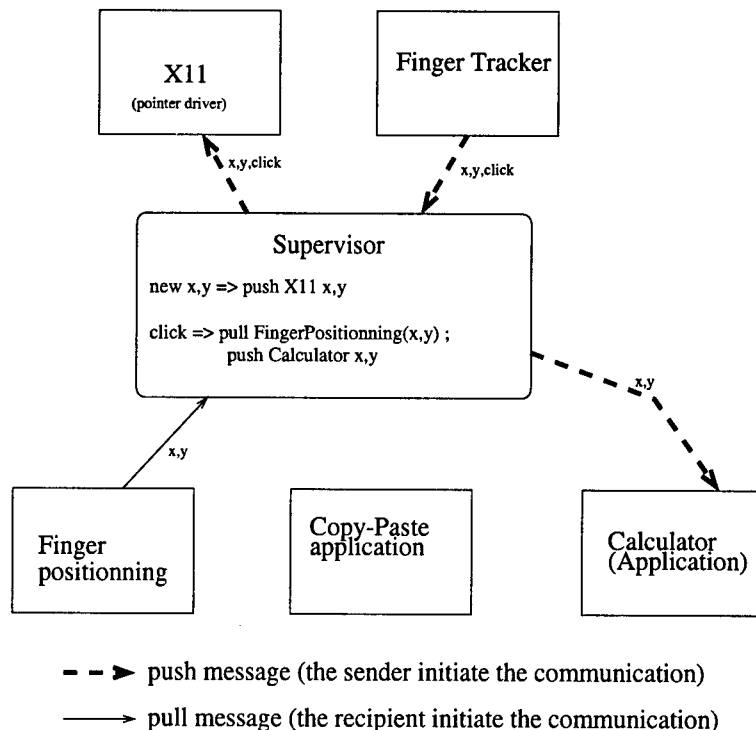 X11
(pointer driver)
Finger Tracker
x,y,click
x,y,click
Supervisor
new x,y => push X11 x,y
click => pull FingerPositionning(x,y) ;
push Calculator x,y
x,y
x,y
Finger
positionning
Copy-Paste
application
Calculator
(Application)
push message (the sender initiate the communication)
pull message (the recipient initiate the communication)